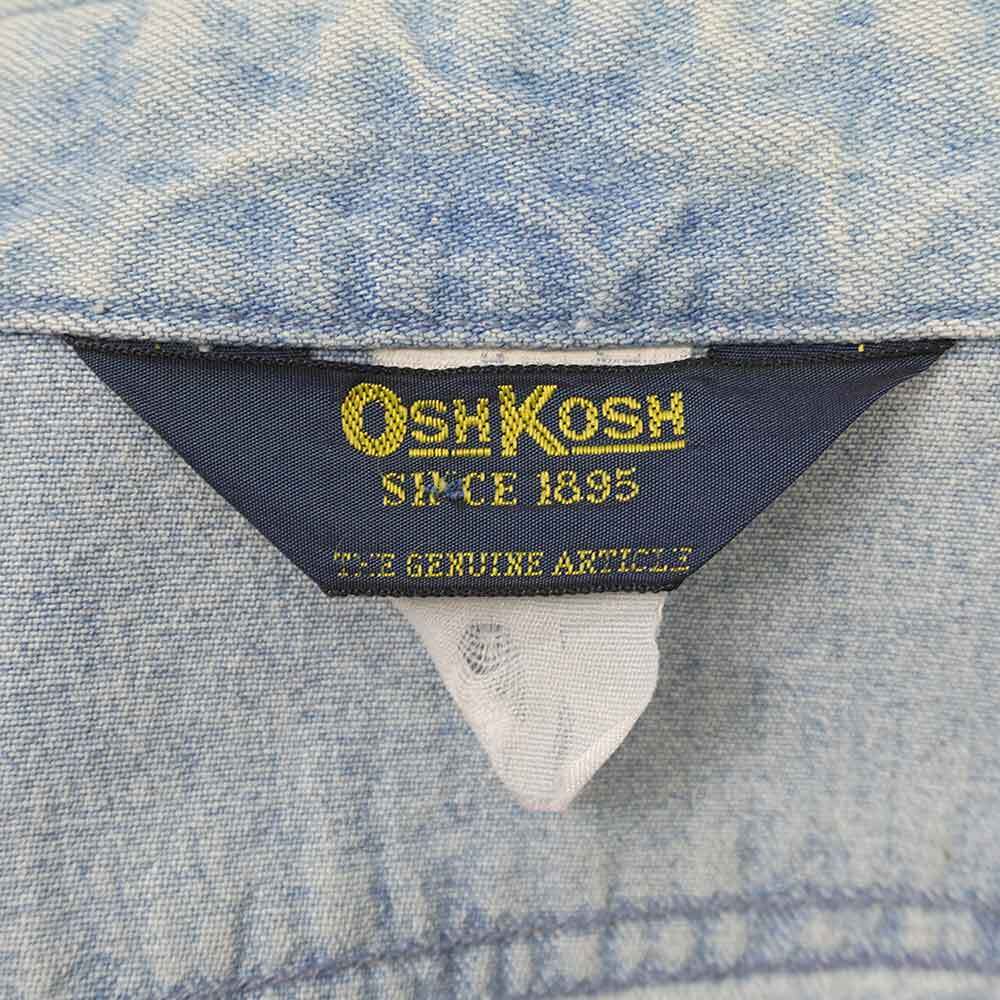 OSHKOSH
SINCE 1895
THE GENUINE ARTICLE